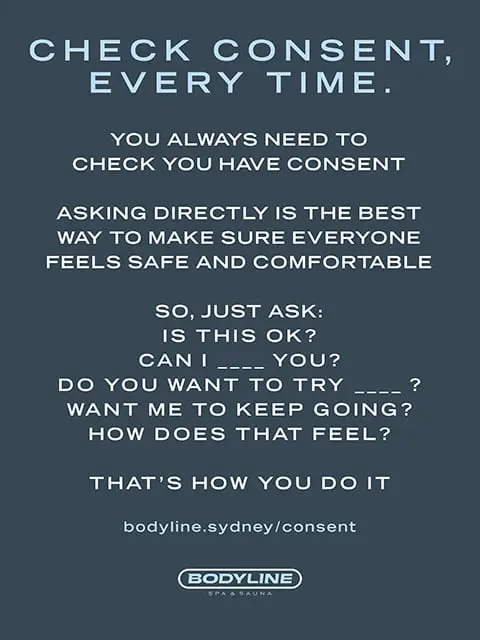 CHECK CONSENT,
EVERY TIME.
YOU ALWAYS NEED TO
CHECK YOU HAVE CONSENT
ASKING DIRECTLY IS THE BEST
WAY TO MAKE SURE EVERYONE
FEELS SAFE AND COMFORTABLE
SO, JUST ASK:
IS THIS OK?
CAN I ____ YOU?
DO YOU WANT TO TRY ____ ?
WANT ME TO KEEP GOING?
HOW DOES THAT FEEL?
THAT'S HOW YOU DO IT
bodyline.sydney/consent
BODYLINE
SPA & SAUNA